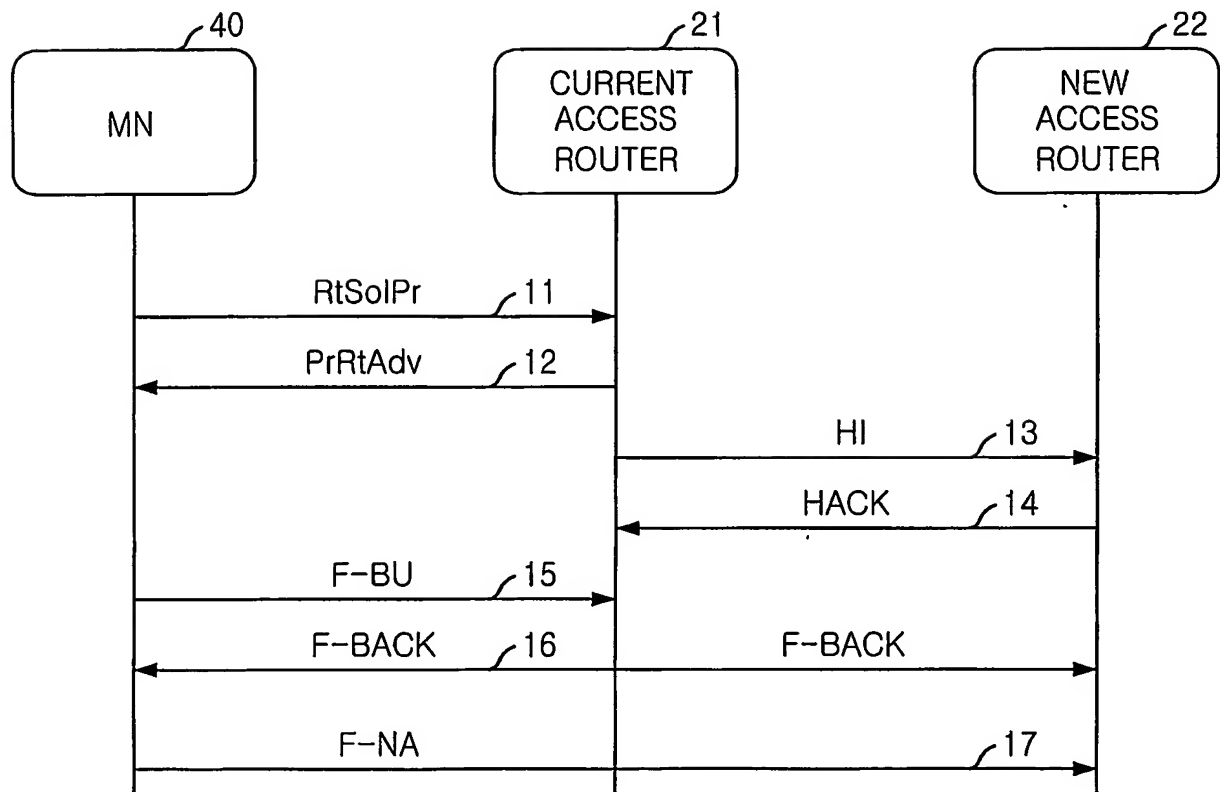 40
21
22
MN
CURRENT
ACCESS
ROUTER
NEW
ACCESS
ROUTER
RtSolPr
11
PrRtAdv
12
HI
13
HACK
14
F-BU
15
F-BACK
16
F-BACK
F-NA
17